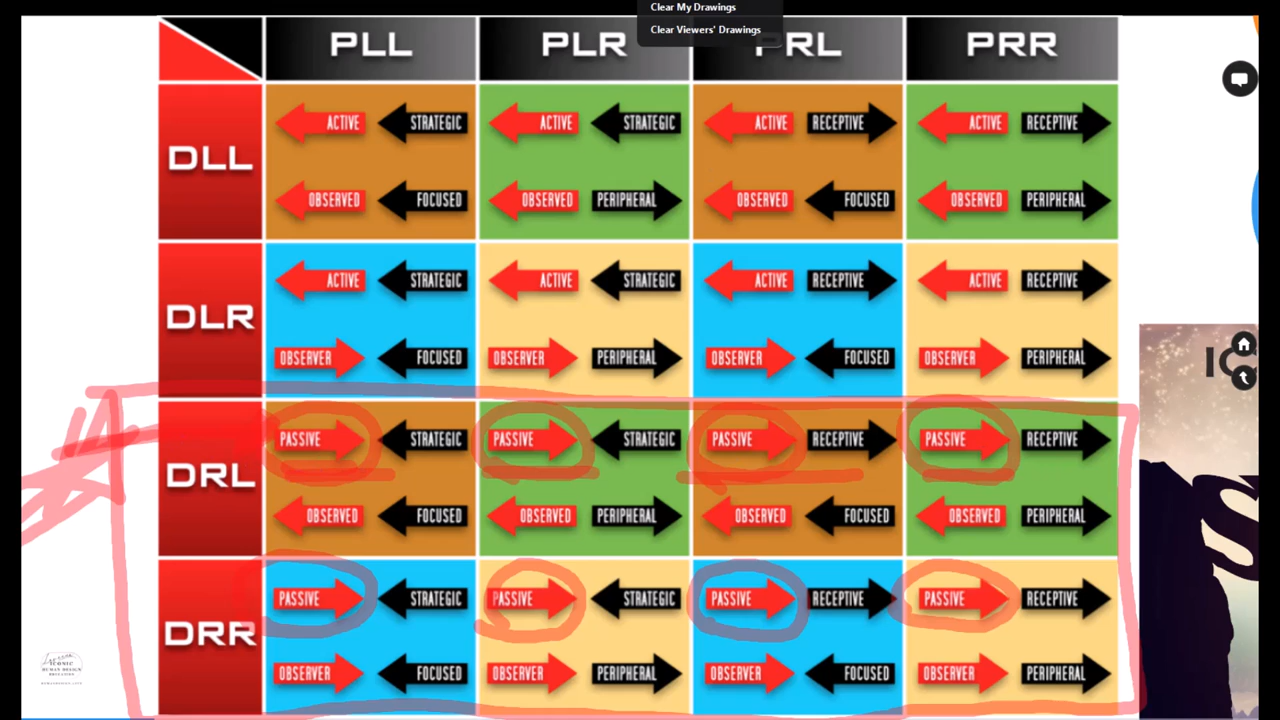 Clear My Drawings
Clear Viewers' Drawings
PLL PLR PRL PRR
DLL
ACTIVE STRATEGIC ACTIVE STRATEGIC ACTIVE RECEPTIVE ACTIVE RECEPTIVE
OBSERVED FOCUSED OBSERVED PERIPHERAL OBSERVED FOCUSED OBSERVED PERIPHERAL
DLR
ACTIVE STRATEGIC ACTIVE STRATEGIC ACTIVE RECEPTIVE ACTIVE RECEPTIVE
OBSERVER FOCUSED OBSERVER PERIPHERAL OBSERVER FOCUSED OBSERVER PERIPHERAL
DRL
PASSIVE STRATEGIC PASSIVE STRATEGIC PASSIVE RECEPTIVE PASSIVE RECEPTIVE
OBSERVED FOCUSED OBSERVED PERIPHERAL OBSERVED FOCUSED OBSERVED PERIPHERAL
DRR
PASSIVE STRATEGIC PASSIVE STRATEGIC PASSIVE RECEPTIVE PASSIVE RECEPTIVE
OBSERVER FOCUSED OBSERVER PERIPHERAL OBSERVER FOCUSED OBSERVER PERIPHERAL
ICONIC
HUMAN DESIGN